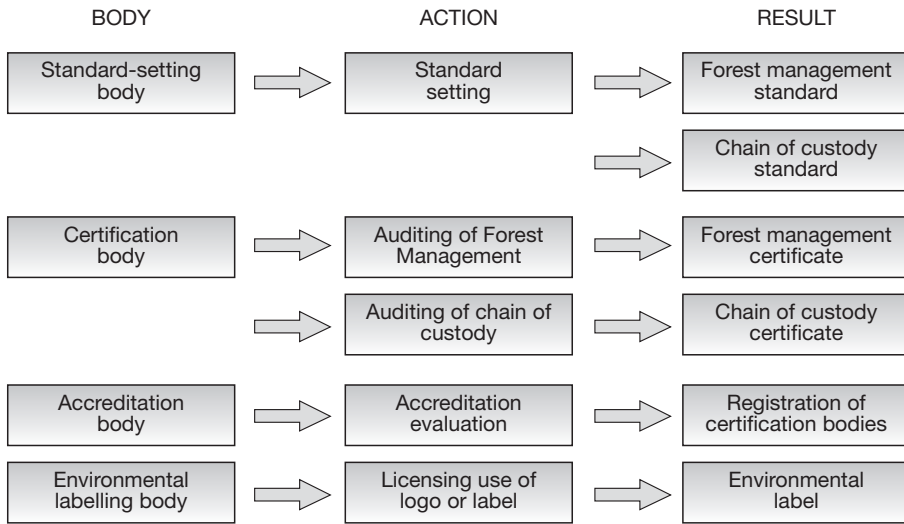 BODY
ACTION
RESULT
Standard-setting
body
Standard
setting
Forest management
standard
Chain of custody
standard
Certification
body
Auditing of Forest
Management
Forest management
certificate
Auditing of chain of
custody
Chain of custody
certificate
Accreditation
body
Accreditation
evaluation
Registration of
certification bodies
Environmental
labelling body
Licensing use of
logo or label
Environmental
label